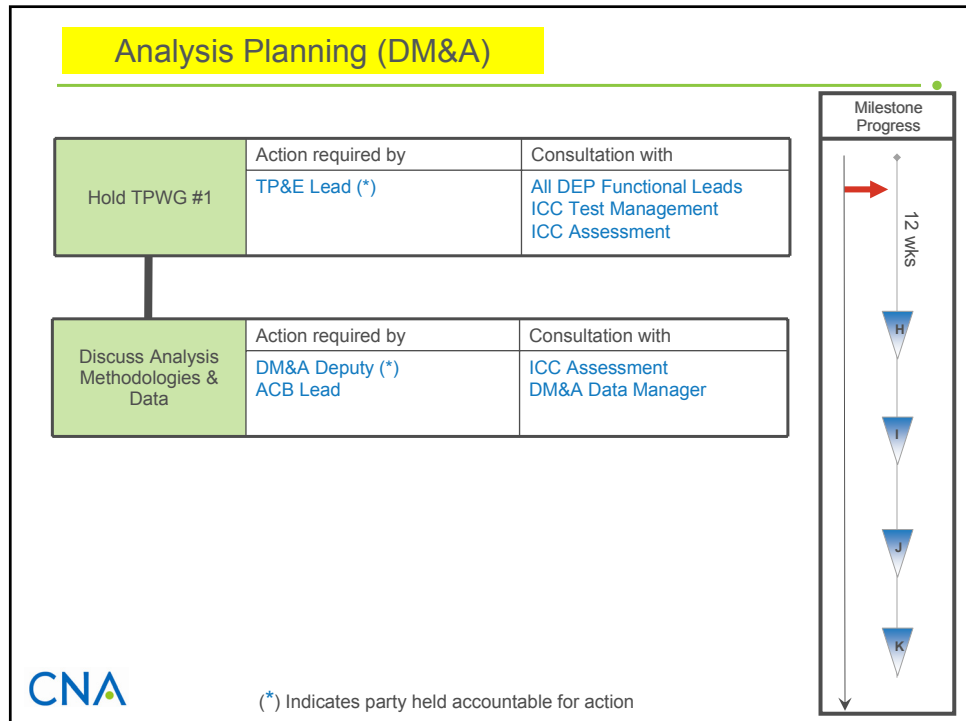 Analysis Planning (DM&A)
Milestone
Progress
Hold TPWG #1
Action required by
Consultation with
TP&E Lead (*)
All DEP Functional Leads
ICC Test Management
ICC Assessment
12 wks
Discuss Analysis
Methodologies &
Data
Action required by
Consultation with
DM&A Deputy (*)
ACB Lead
ICC Assessment
DM&A Data Manager
H
I
J
K
CNA
(*) Indicates party held accountable for action